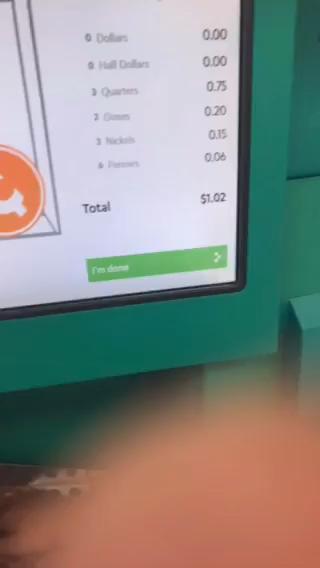 0 Dollars 0.00
0 Half Dollars 0.00
3 Quarters 0.75
2 Dimes 0.20
3 Nickels 0.15
6 Pennies 0.06
Total $1.02
I'm done